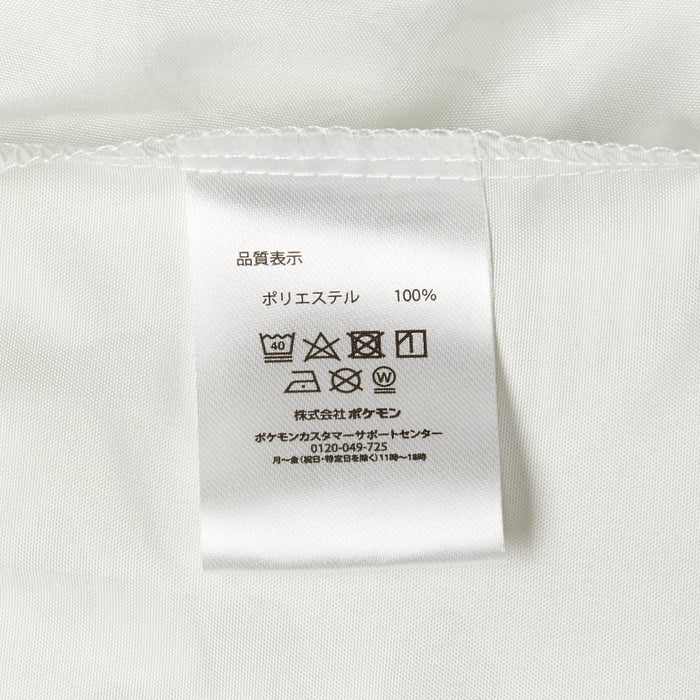 品質表示
ポリエステル 100%
40
W
株式会社 ポケモン
ポケモンカスタマーサポートセンター
0120-049-725
月～金（祝日・特定日を除く）11時～18時